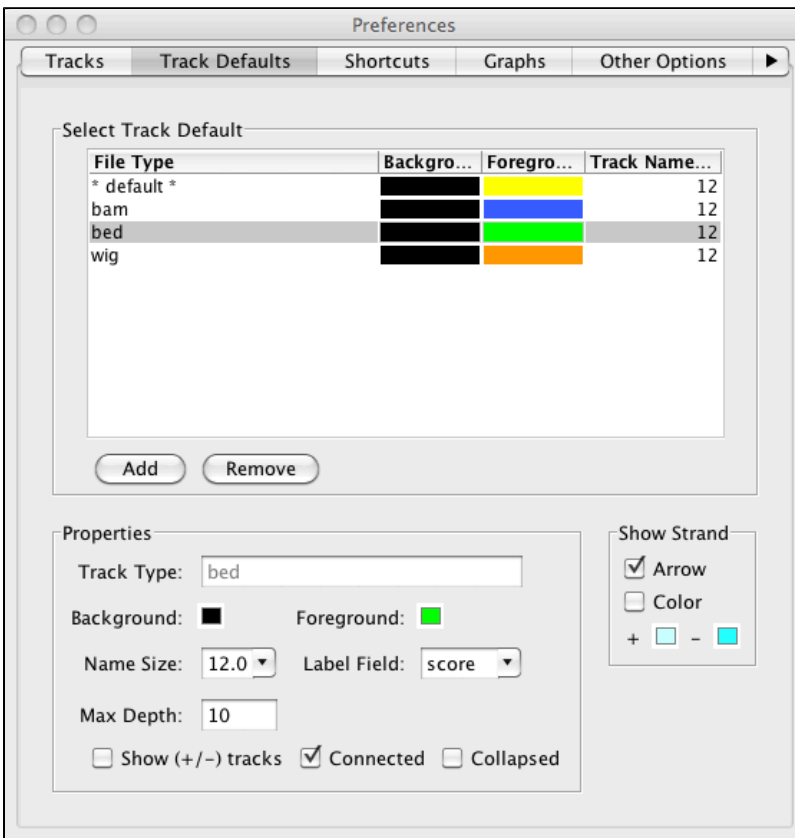 Preferences
Tracks Track Defaults Shortcuts Graphs Other Options
Select Track Default
File Type Backgro... Foregro... Track Name...
* default * 12
bam 12
bed 12
wig 12
Add Remove
Properties
Track Type: bed
Background: Foreground:
Name Size: 12.0 Label Field: score
Max Depth: 10
Show (+/-) tracks Connected Collapsed
Show Strand
Arrow
Color
+ -